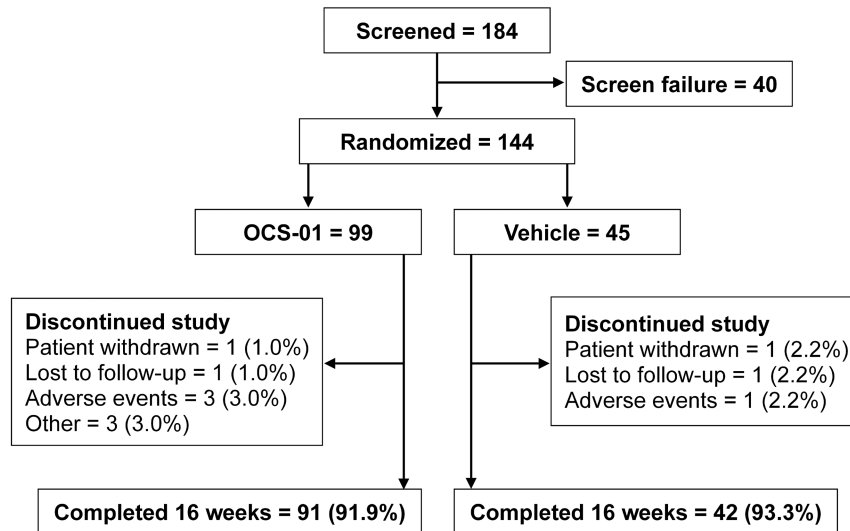 Screened = 184
Screen failure = 40
Randomized = 144
OCS-01 = 99
Vehicle = 45
Discontinued study
Patient withdrawn = 1 (1.0%)
Lost to follow-up = 1 (1.0%)
Adverse events = 3 (3.0%)
Other = 3 (3.0%)
Discontinued study
Patient withdrawn = 1 (2.2%)
Lost to follow-up = 1 (2.2%)
Adverse events = 1 (2.2%)
Completed 16 weeks = 91 (91.9%)
Completed 16 weeks = 42 (93.3%)